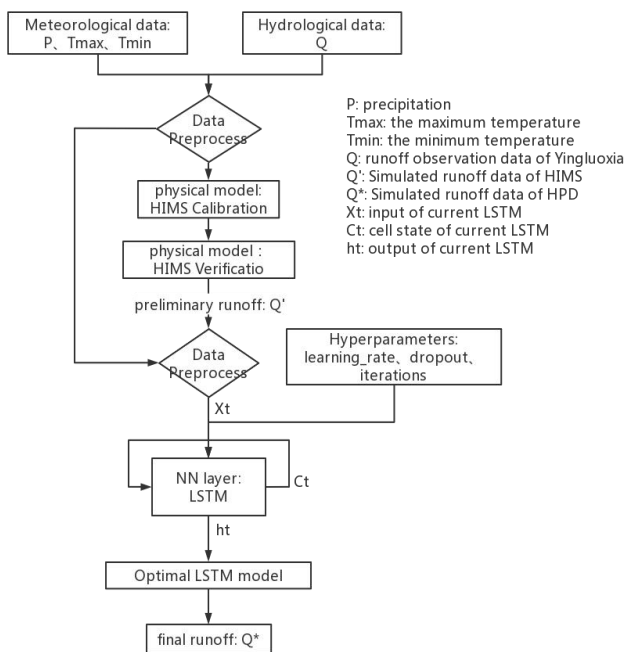 Meteorological data:
P、Tmax、Tmin
Hydrological data:
Q
Data
Preprocess
physical model:
HIMS Calibration
physical model：
HIMS Verificatio
preliminary runoff: Q'
Data
Preprocess
Hyperparameters:
learning_rate、dropout、
iterations
Xt
NN layer:
LSTM
Ct
ht
Optimal LSTM model
final runoff: Q*
P: precipitation
Tmax: the maximum temperature
Tmin: the minimum temperature
Q: runoff observation data of Yingluoxia
Q': Simulated runoff data of HIMS
Q*: Simulated runoff data of HPD
Xt: input of current LSTM
Ct: cell state of current LSTM
ht: output of current LSTM